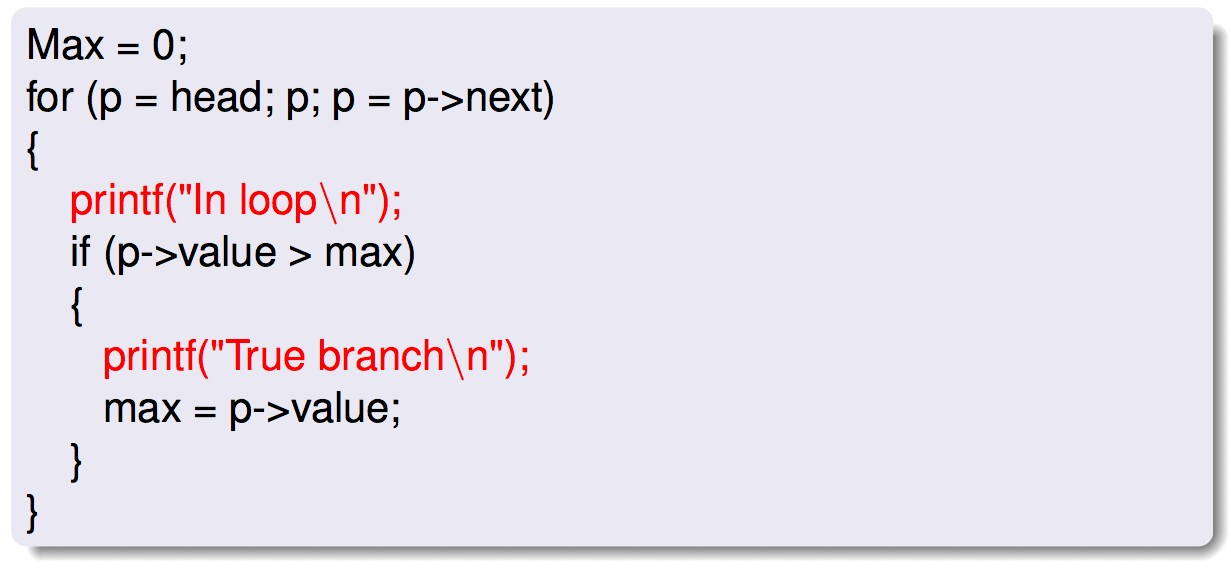 Max = 0;
for (p = head; p; p = p->next)
{
printf("In loop\n");
if (p->value > max)
{
printf("True branch\n");
max = p->value;
}
}